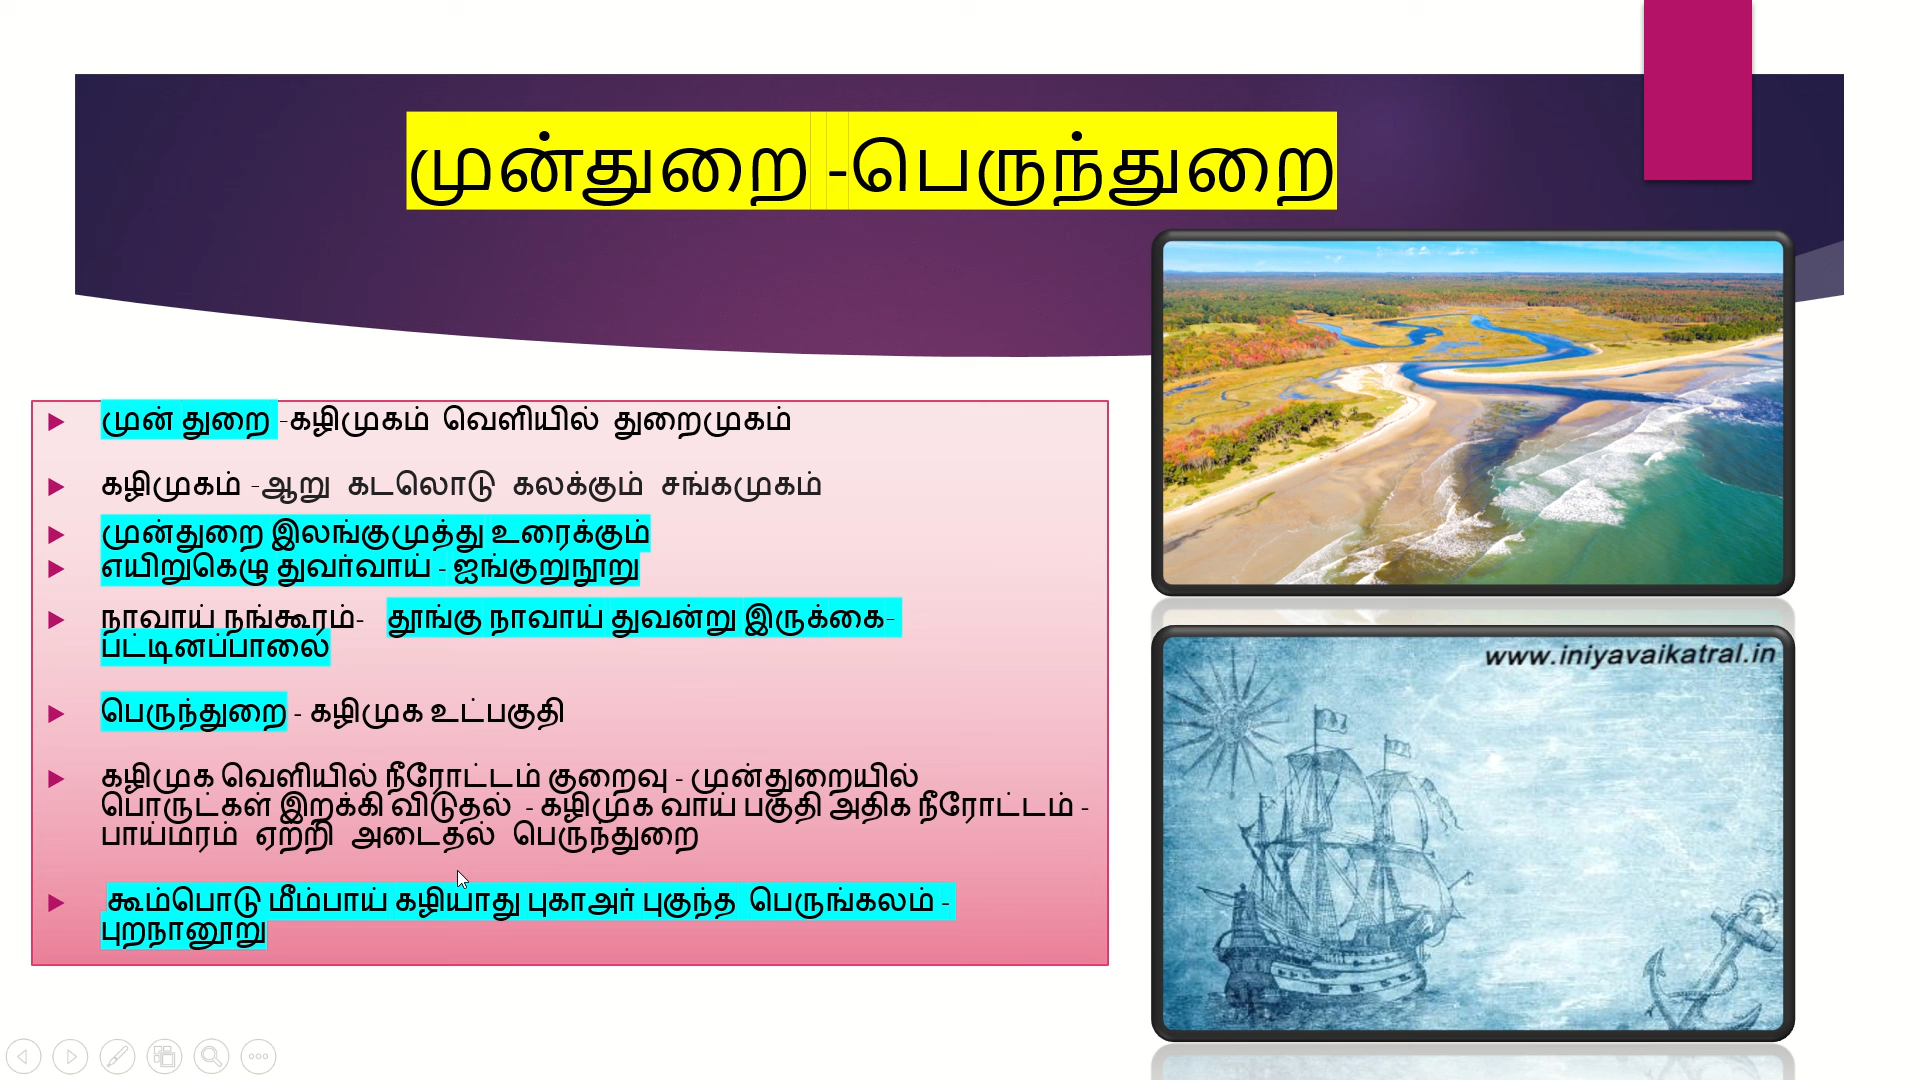 முன்துறை -பெருந்துறை
முன் துறை -கழிமுகம் வெளியில் துறைமுகம்
கழிமுகம் -ஆறு கடலொடு கலக்கும் சங்கமுகம்
முன்துறை இலங்குமுத்து உரைக்கும்
எயிறுகெழு துவர்வாய் - ஐங்குறுநூறு
நாவாய் நங்கூரம்- தூங்கு நாவாய் துவன்று இருக்கை-
பட்டினப்பாலை
பெருந்துறை - கழிமுக உட்பகுதி
கழிமுக வெளியில் நீரோட்டம் குறைவு - முன்துறையில்
பொருட்கள் இறக்கி விடுதல் - கழிமுக வாய் பகுதி அதிக நீரோட்டம் -
பாய்மரம் ஏற்றி அடைதல் பெருந்துறை
கூம்பொடு மீம்பாய் கழியாது புகாஅர் புகுந்த பெருங்கலம் -
புறநானூறு
www.iniyavaikatral.in